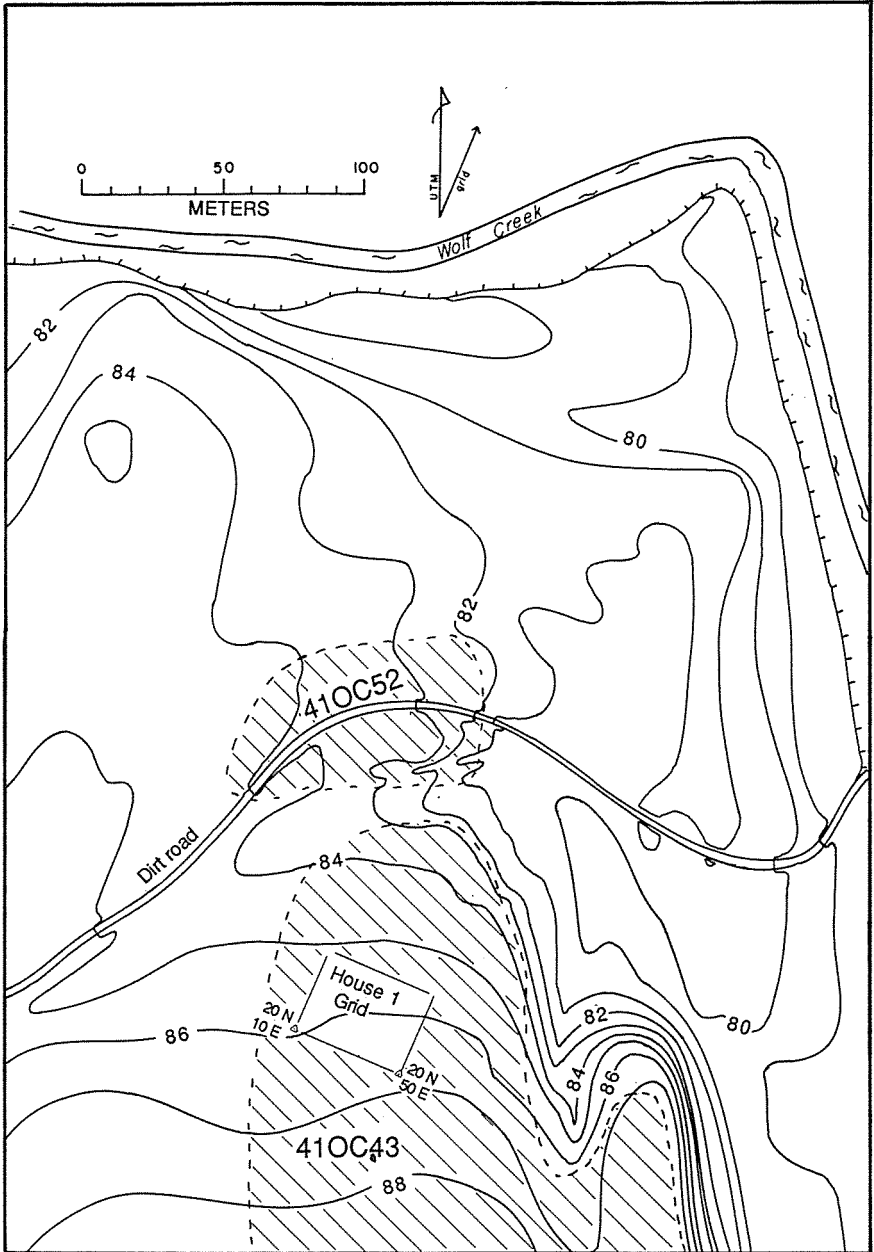 0 50 100
METERS
UTM
grid
Wolf Creek
82
84
80
82
41OC52
Dirt road
84
House 1
Grid
20 N
10 E
86
20 N
50 E
82
84
86
80
41OC43
88